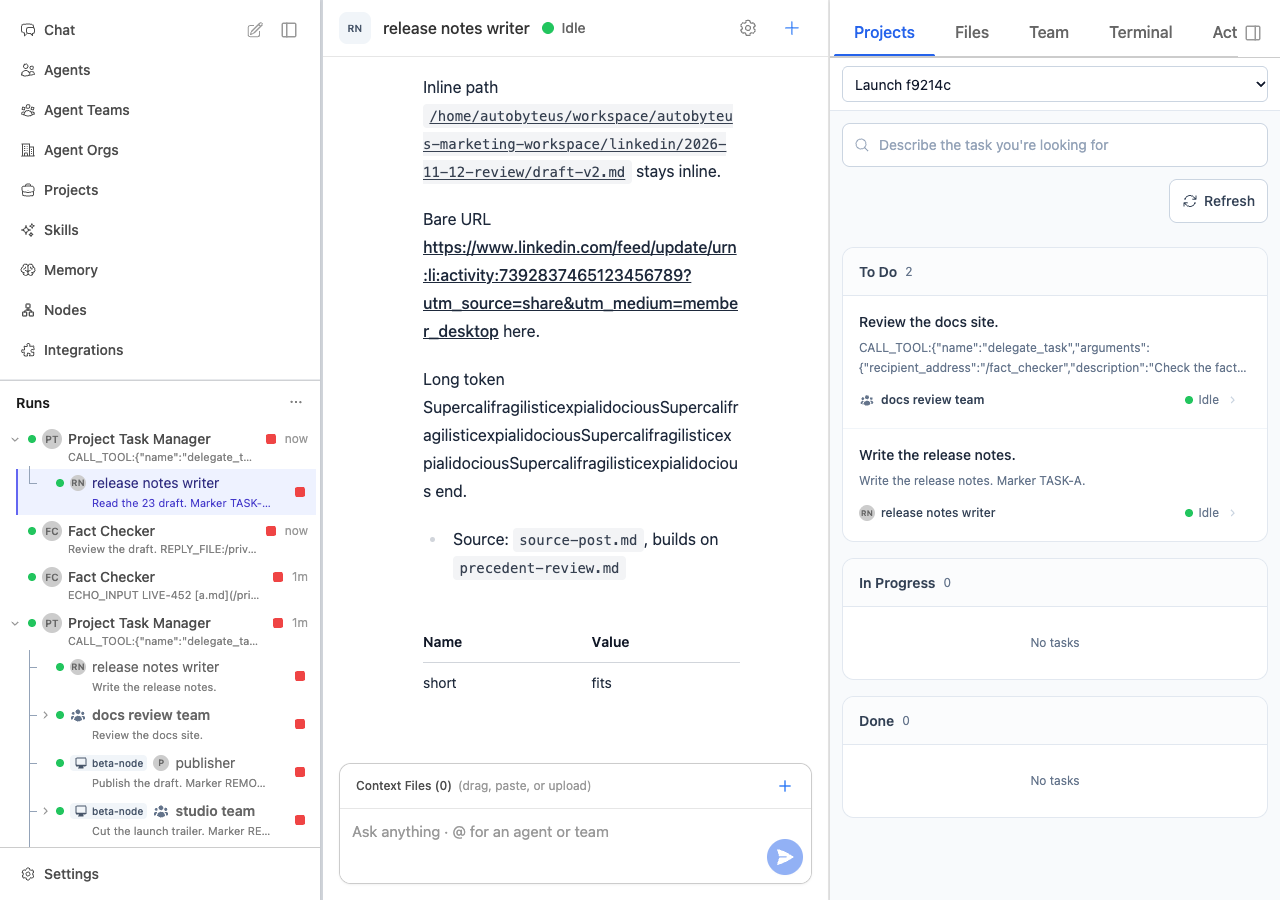 Chat
Agents
Agent Teams
Agent Orgs
Projects
Skills
Memory
Nodes
Integrations
Runs
PT Project Task Manager now
CALL_TOOL:{"name":"delegate_t...
RN release notes writer
Read the 23 draft. Marker TASK-...
FC Fact Checker now
Review the draft. REPLY_FILE:/priv...
FC Fact Checker 1m
ECHO_INPUT LIVE-452 [a.md](/pri...
PT Project Task Manager 1m
CALL_TOOL:{"name":"delegate_ta...
RN release notes writer
Write the release notes.
docs review team
Review the docs site.
beta-node P publisher
Publish the draft. Marker REMO...
beta-node studio team
Cut the launch trailer. Marker RE...
Settings
RN release notes writer Idle
Inline path
/home/autobyteus/workspace/autobyteu
s-marketing-workspace/linkedin/2026-
11-12-review/draft-v2.md stays inline.
Bare URL
https://www.linkedin.com/feed/update/urn
:li:activity:7392837465123456789?
utm_source=share&utm_medium=membe
r_desktop here.
Long token
SupercalifragilisticexpialidociousSupercalifr
agilisticexpialidociousSupercalifragilisticex
pialidociousSupercalifragilisticexpialidociou
s end.
Source: source-post.md, builds on
precedent-review.md
Name Value
short fits
Context Files (0) (drag, paste, or upload)
Ask anything · @ for an agent or team
Projects Files Team Terminal Act
Launch f9214c
Describe the task you're looking for
Refresh
To Do 2
Review the docs site.
CALL_TOOL:{"name":"delegate_task","arguments":
{"recipient_address":"/fact_checker","description":"Check the fact...
docs review team Idle
Write the release notes.
Write the release notes. Marker TASK-A.
RN release notes writer Idle
In Progress 0
No tasks
Done 0
No tasks